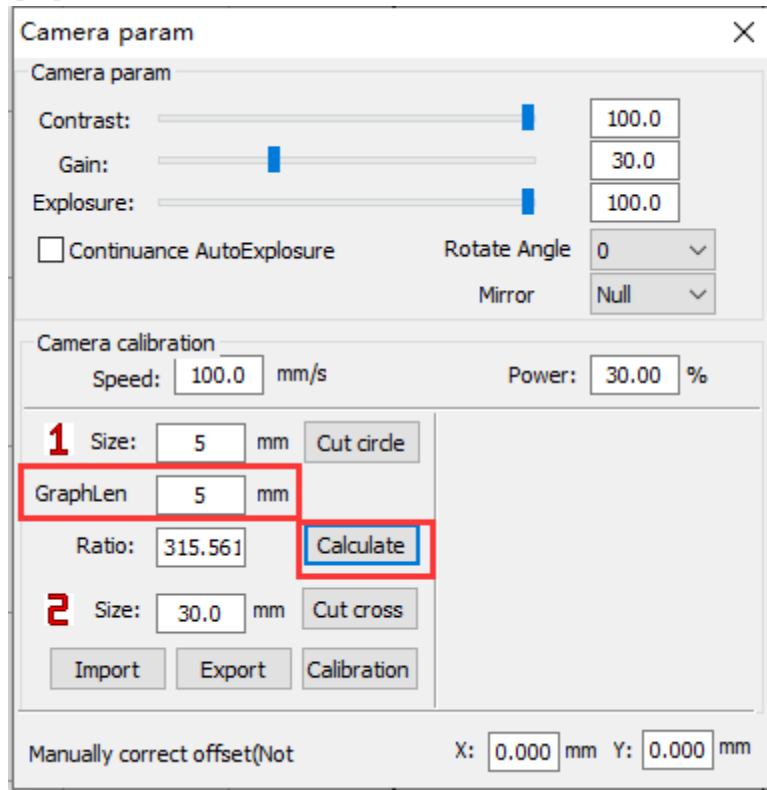 Camera param
Camera param
Contrast: 100.0
Gain: 30.0
Explosure: 100.0
Continuance AutoExplosure Rotate Angle 0
Mirror Null
Camera calibration
Speed: 100.0 mm/s Power: 30.00 %
1 Size: 5 mm Cut circle
GraphLen 5 mm
Ratio: 315.561 Calculate
2 Size: 30.0 mm Cut cross
Import Export Calibration
Manually correct offset(Not X: 0.000 mm Y: 0.000 mm